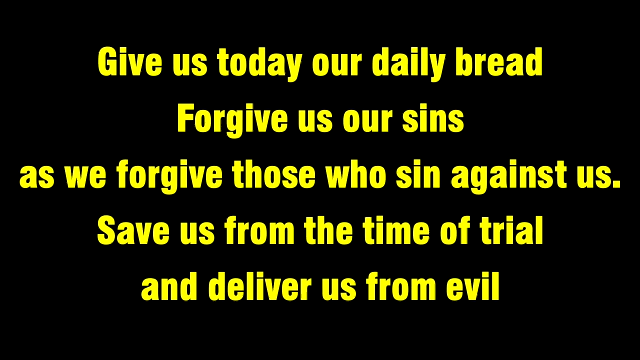 Give us today our daily bread
Forgive us our sins
as we forgive those who sin against us.
Save us from the time of trial
and deliver us from evil